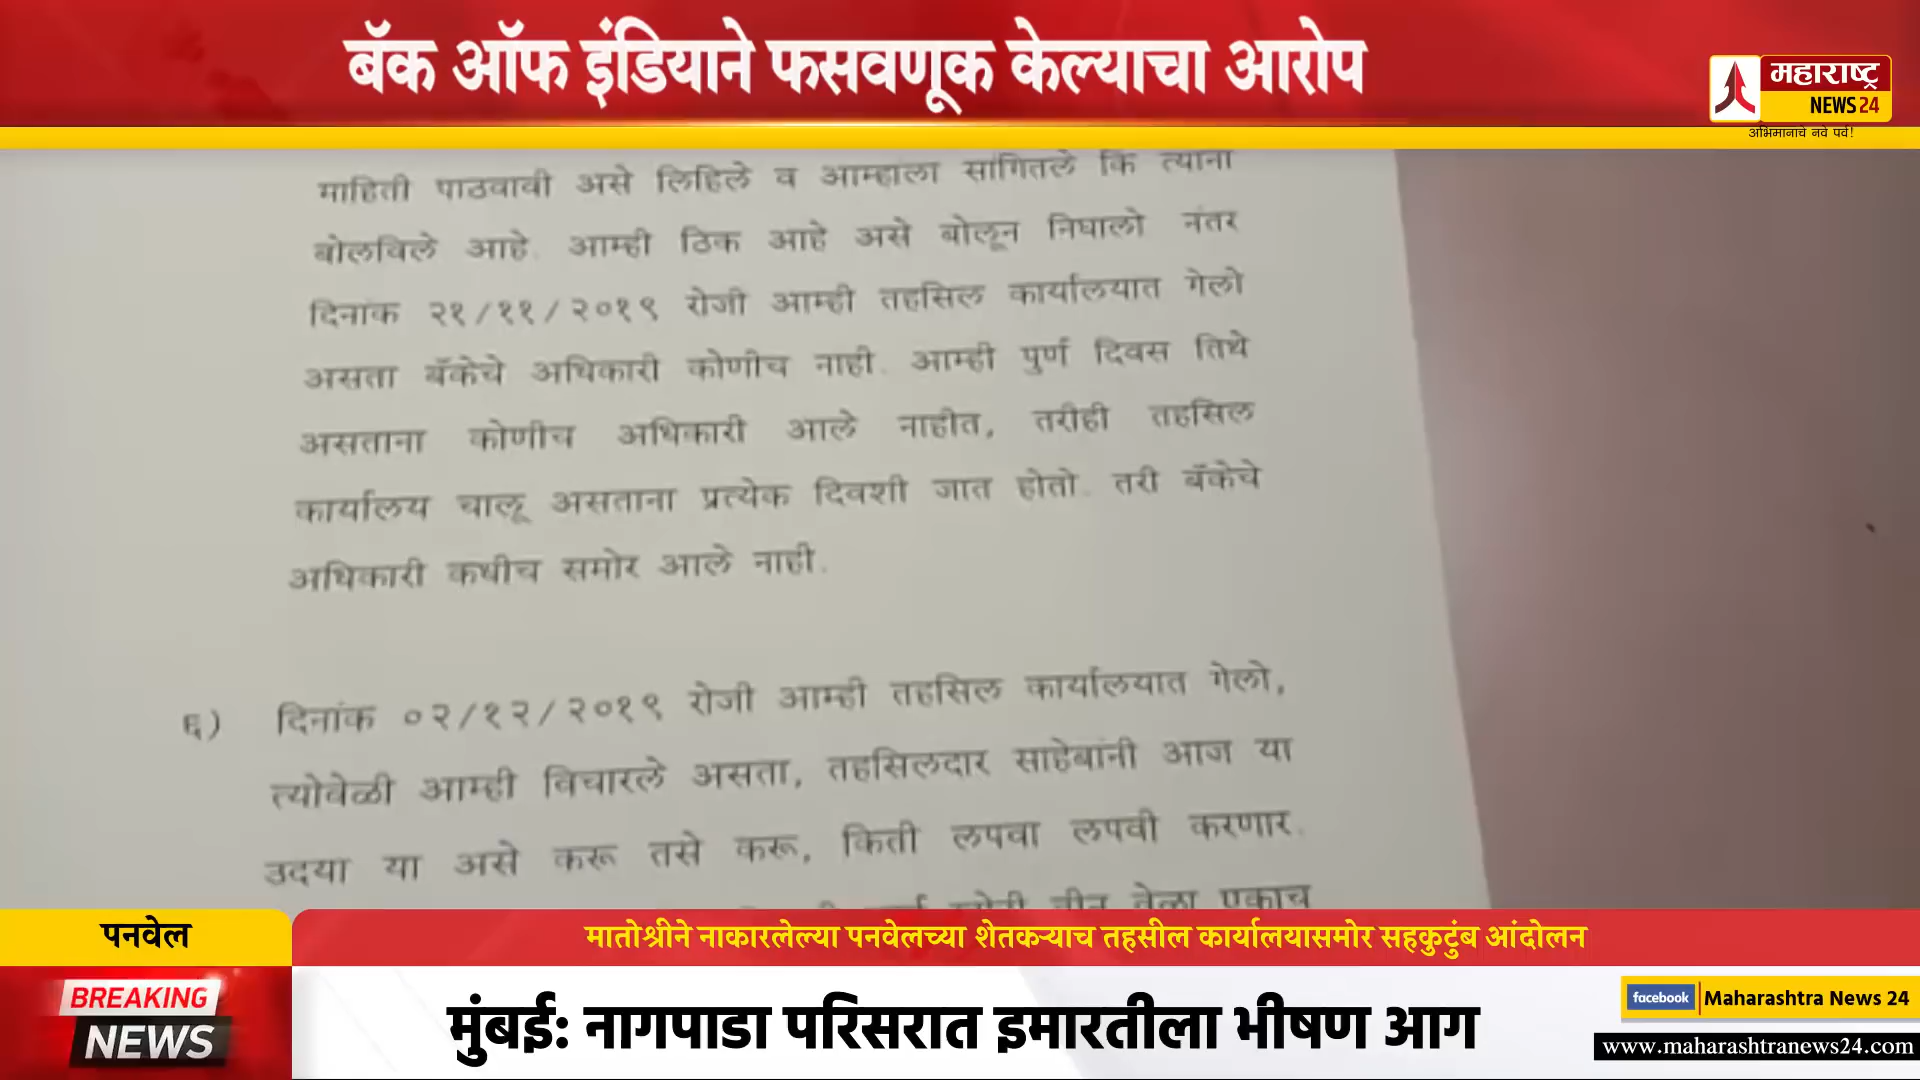 बॅक ऑफ इंडियाने फसवणूक केल्याचा आरोप
महाराष्ट्र
NEWS 24
अभिमानाचे नवे पर्व!
माहिती पाठवावी असे लिहिले व आम्हाला सांगितले कि त्यांना
बोलविले आहे. आम्ही ठिक आहे असे बोलून निघालो नंतर
दिनांक २१/११/२०१९ रोजी आम्ही तहसिल कार्यालयात गेलो
असता बॅकेचे अधिकारी कोणीच नाही. आम्ही पुर्ण दिवस तिथे
असताना कोणीच अधिकारी आले नाहीत, तरीही तहसिल
कार्यालय चालू असताना प्रत्येक दिवशी जात होतो. तरी बॅकेचे
अधिकारी कधीच समोर आले नाही.
६) दिनांक ०२/१२/२०१९ रोजी आम्ही तहसिल कार्यालयात गेलो,
त्योवेळी आम्ही विचारले असता, तहसिलदार साहेबांनी आज या
उदया या असे करू तसे करू, किती लपवा लपवी करणार.
तीन वेळा एकाच
पनवेल
मातोश्रीने नाकारलेल्या पनवेलच्या शेतकऱ्याच तहसील कार्यालयासमोर सहकुटुंब आंदोलन
BREAKING
NEWS
मुंबई: नागपाडा परिसरात इमारतीला भीषण आग
facebook Maharashtra News 24
www.maharashtranews24.com